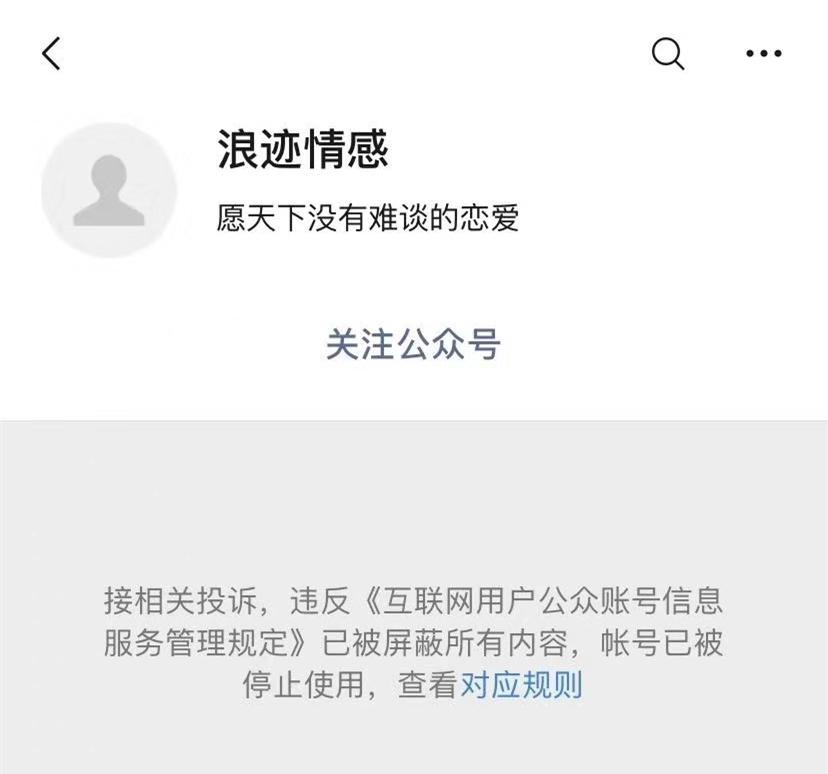 浪迹情感
愿天下没有难谈的恋爱
关注公众号
接相关投诉，违反《互联网用户公众账号信息
服务管理规定》已被屏蔽所有内容，帐号已被
停止使用，查看对应规则